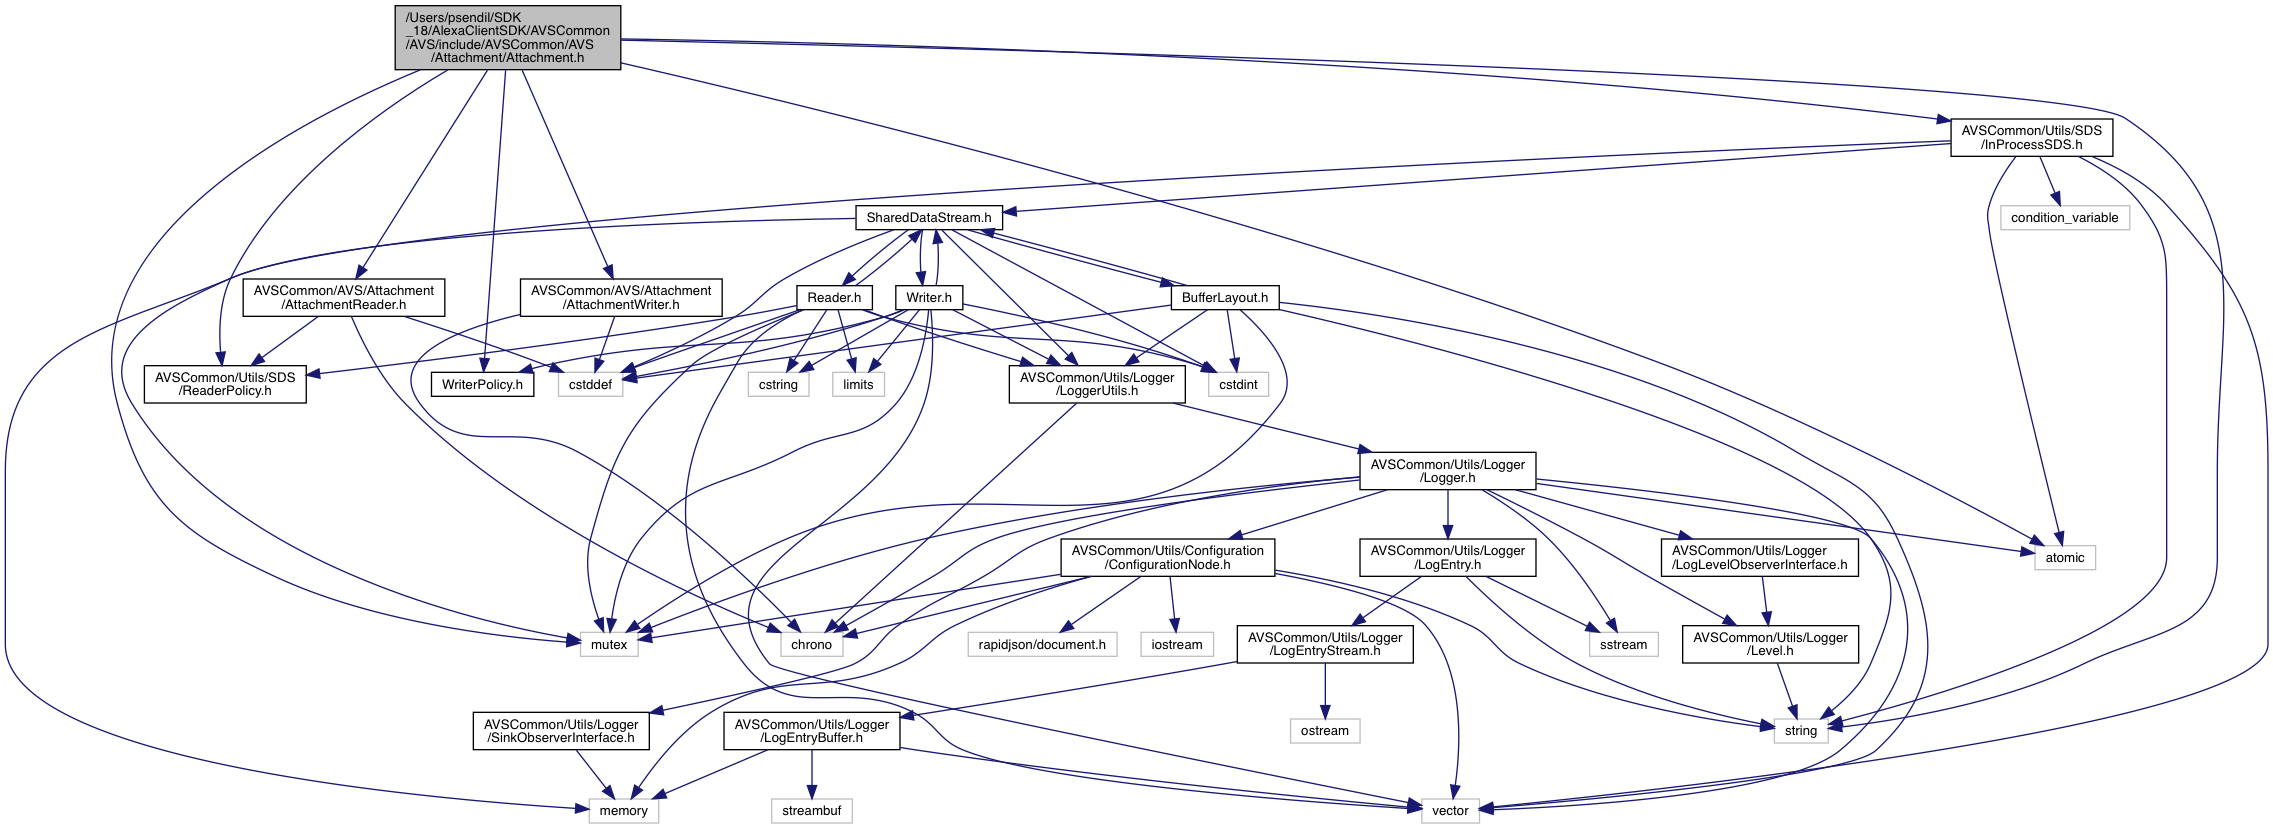 /Users/psendil/SDK
_18/AlexaClientSDK/AVSCommon
/AVS/include/AVSCommon/AVS
/Attachment/Attachment.h
AVSCommon/Utils/SDS
/InProcessSDS.h
SharedDataStream.h
condition_variable
AVSCommon/AVS/Attachment
/AttachmentReader.h
AVSCommon/AVS/Attachment
/AttachmentWriter.h
Reader.h
Writer.h
BufferLayout.h
AVSCommon/Utils/SDS
/ReaderPolicy.h
WriterPolicy.h
cstddef
cstring
limits
AVSCommon/Utils/Logger
/LoggerUtils.h
cstdint
AVSCommon/Utils/Logger
/Logger.h
AVSCommon/Utils/Configuration
/ConfigurationNode.h
AVSCommon/Utils/Logger
/LogEntry.h
AVSCommon/Utils/Logger
/LogLevelObserverInterface.h
atomic
mutex
chrono
rapidjson/document.h
iostream
AVSCommon/Utils/Logger
/LogEntryStream.h
sstream
AVSCommon/Utils/Logger
/Level.h
AVSCommon/Utils/Logger
/SinkObserverInterface.h
AVSCommon/Utils/Logger
/LogEntryBuffer.h
ostream
string
memory
streambuf
vector